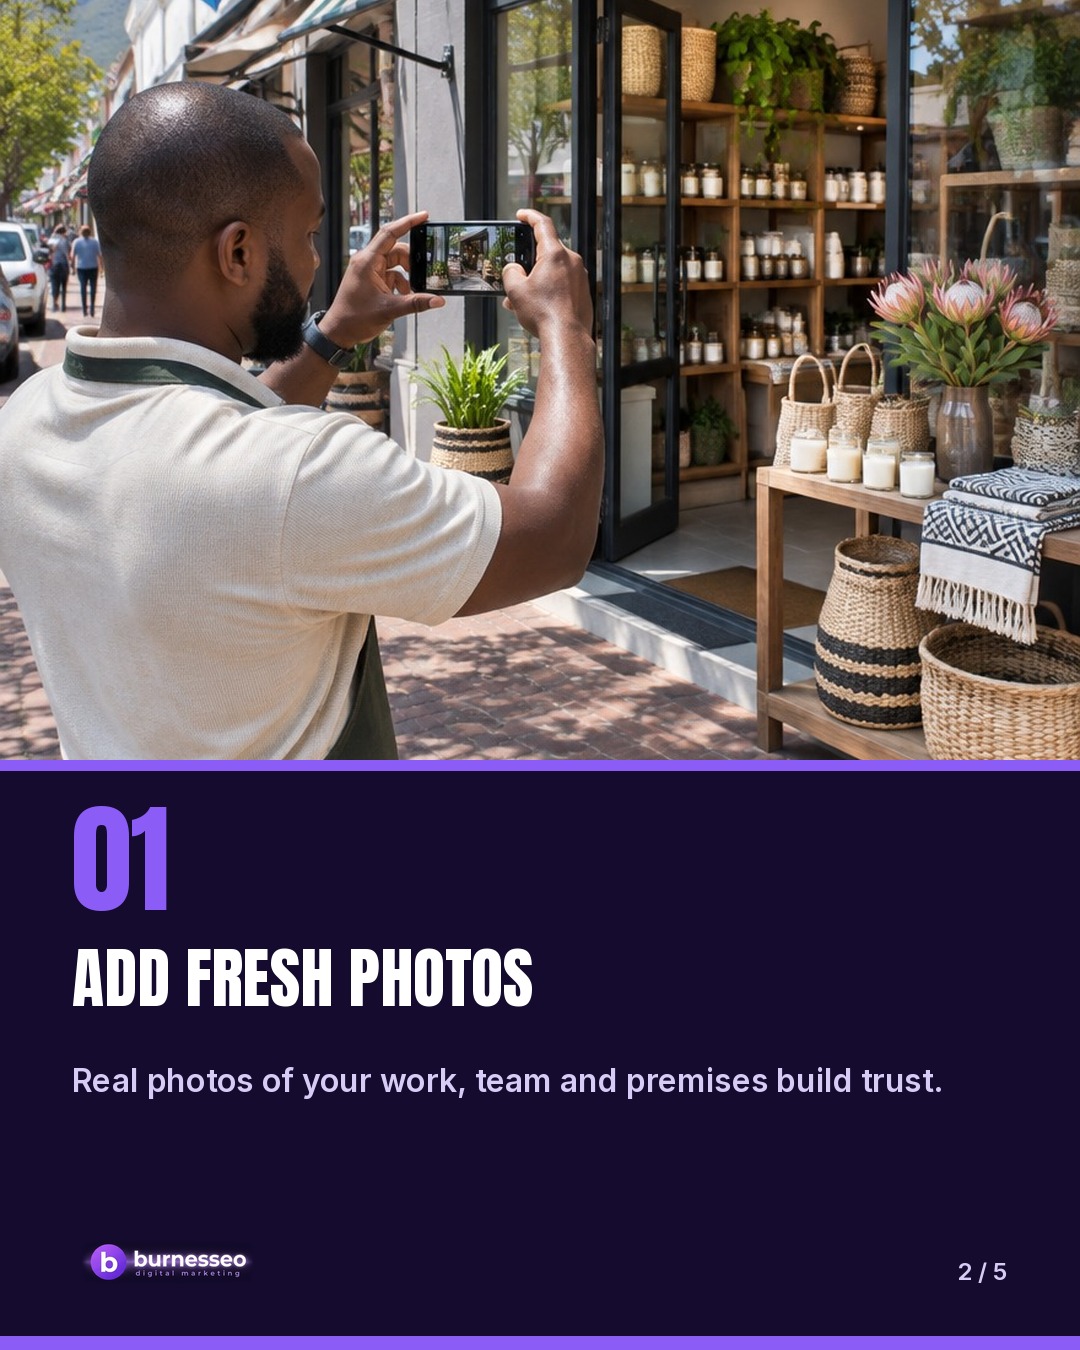 01
ADD FRESH PHOTOS
Real photos of your work, team and premises build trust.
b burnesseo
digital marketing
2 / 5